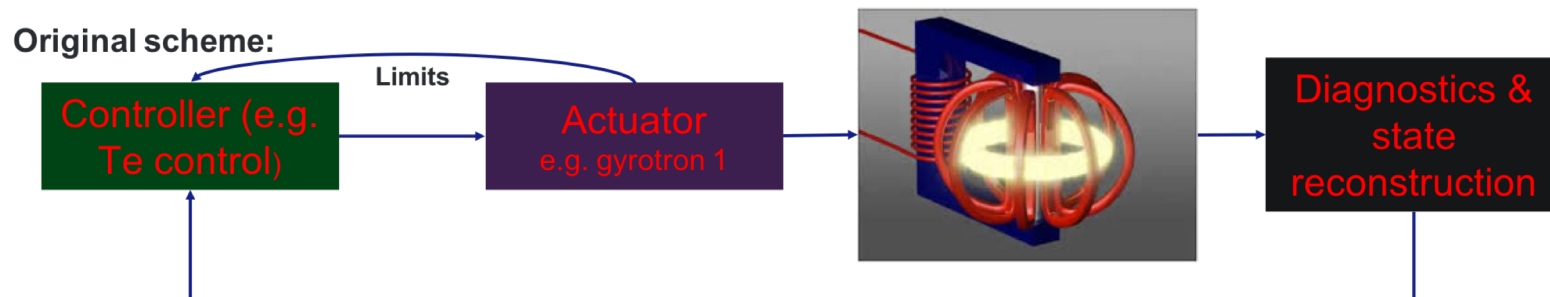 Original scheme:
Limits
Controller (e.g.
Te control)
Actuator
e.g. gyrotron 1
Diagnostics &
state
reconstruction